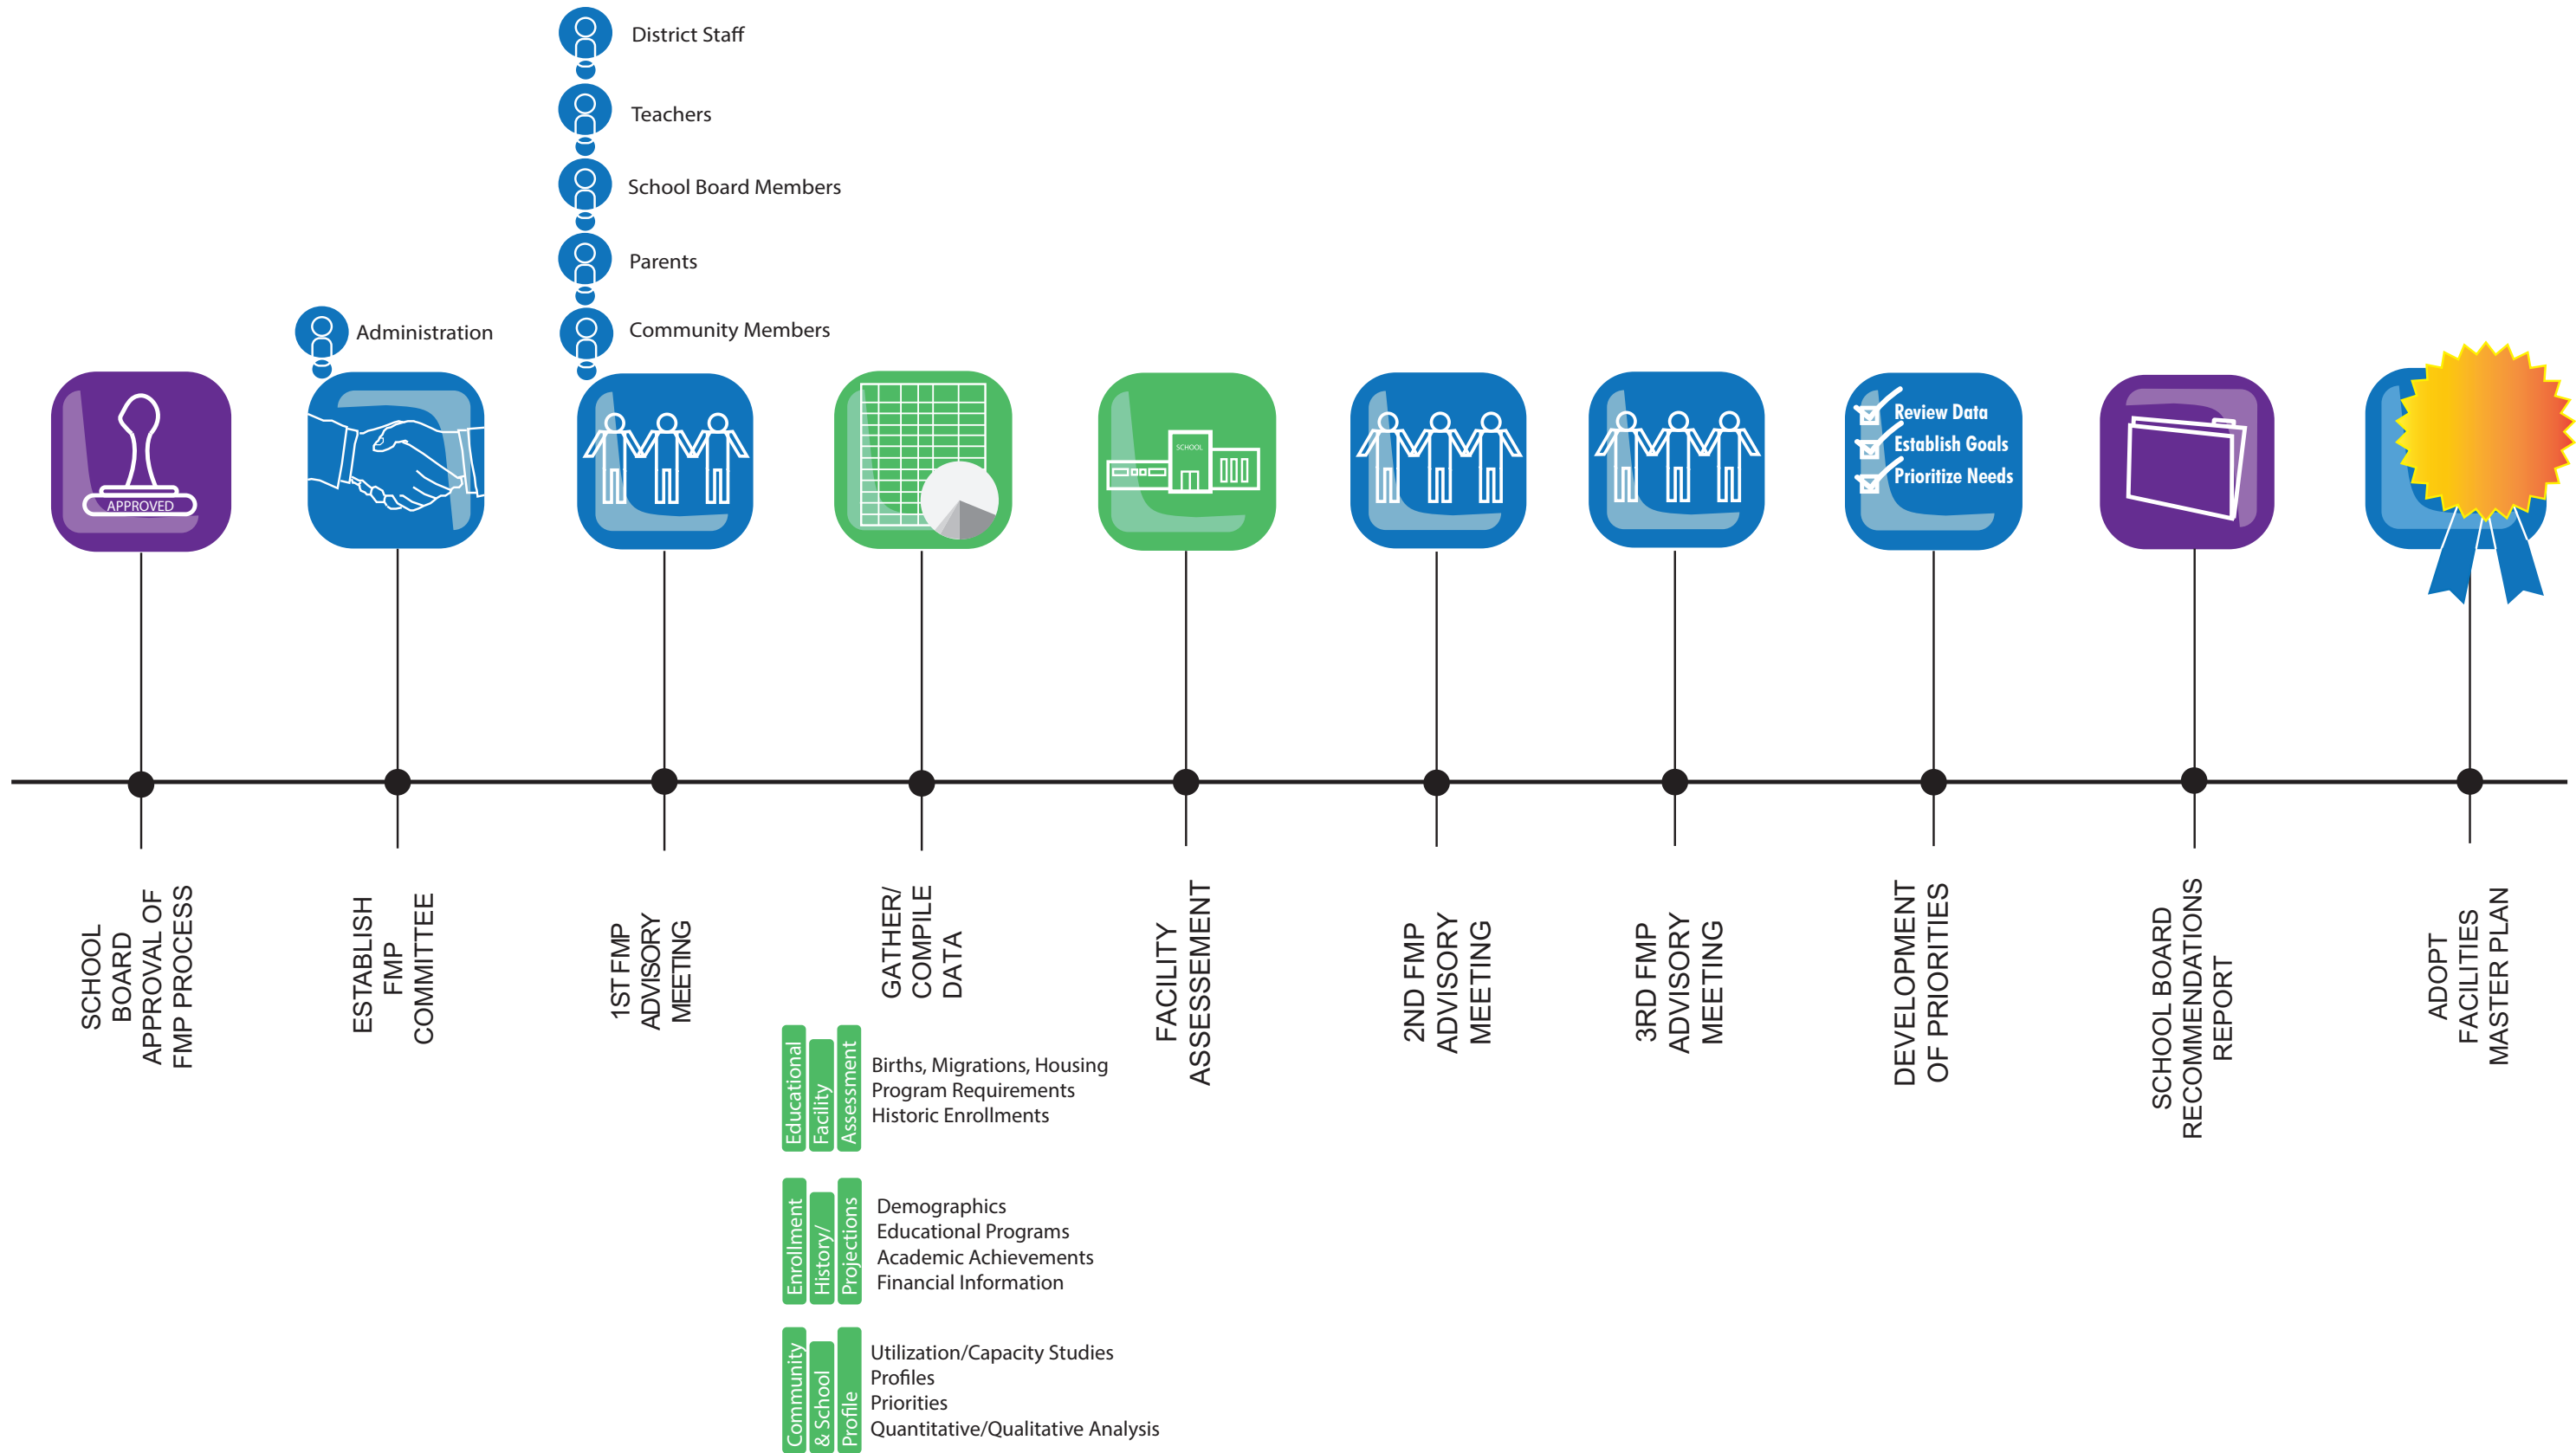 District Staff
Teachers
School Board Members
Parents
Community Members
Administration
APPROVED
SCHOOL
Review Data
Establish Goals
Prioritize Needs
SCHOOL
BOARD
APPROVAL OF
FMP PROCESS
ESTABLISH
FMP
COMMITTEE
1ST FMP
ADVISORY
MEETING
GATHER/
COMPILE
DATA
FACILITY
ASSESSEMENT
2ND FMP
ADVISORY
MEETING
3RD FMP
ADVISORY
MEETING
DEVELOPMENT
OF PRIORITIES
SCHOOL BOARD
RECOMMENDATIONS
REPORT
ADOPT
FACILITIES
MASTER PLAN
Educational
Facility
Assessment
Births, Migrations, Housing
Program Requirements
Historic Enrollments
Enrollment
History/
Projections
Demographics
Educational Programs
Academic Achievements
Financial Information
Community
& School
Profile
Utilization/Capacity Studies
Profiles
Priorities
Quantitative/Qualitative Analysis